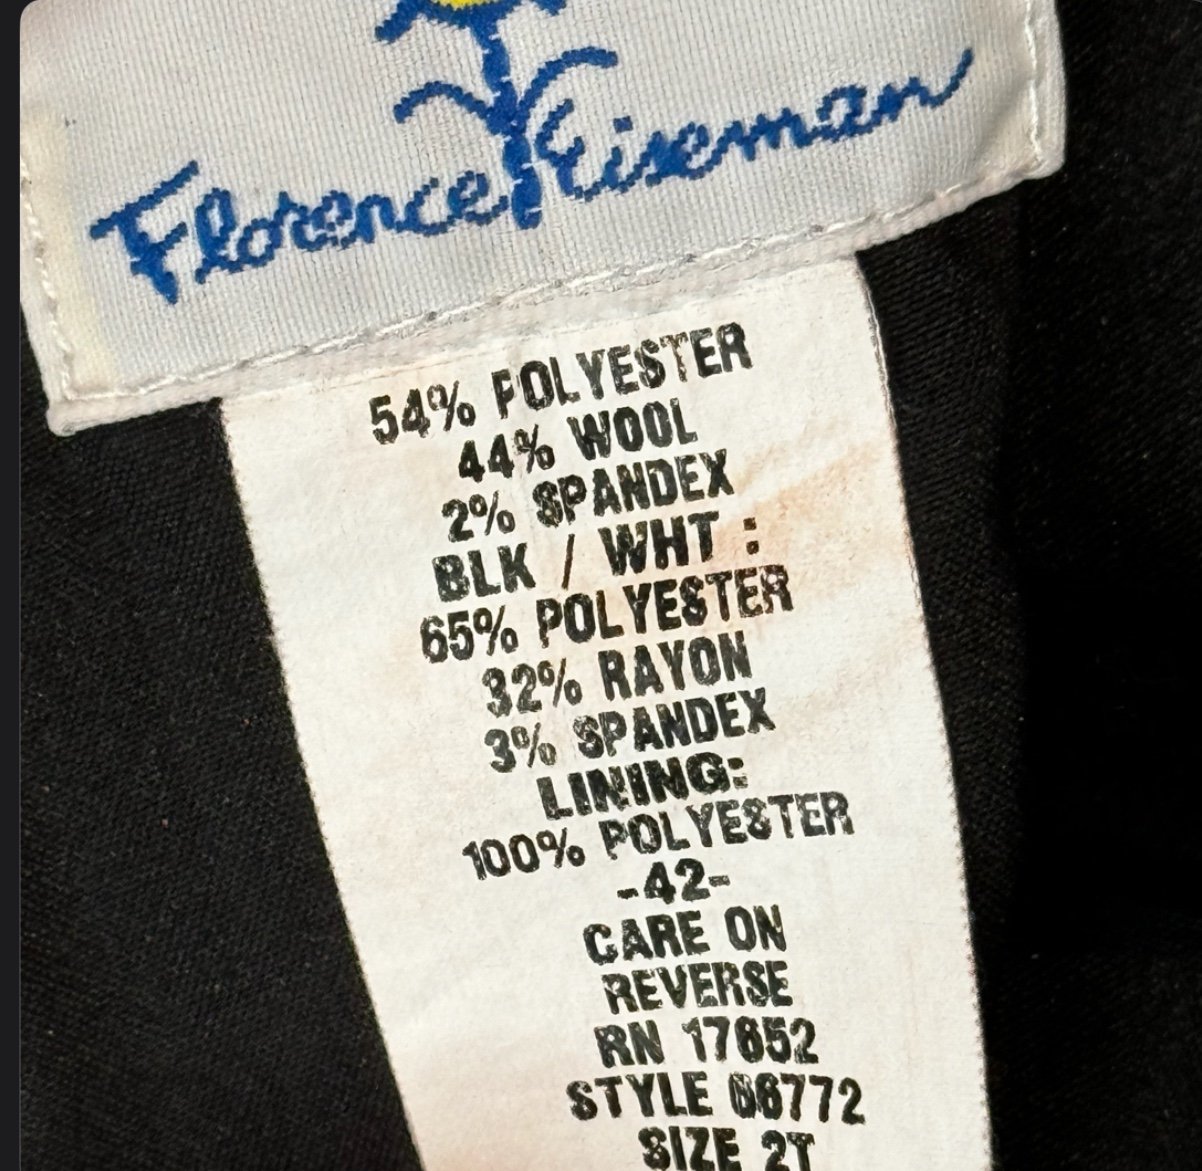 Florence Eiseman
54% POLYESTER
44% WOOL
2% SPANDEX
BLK / WHT :
65% POLYESTER
32% RAYON
3% SPANDEX
LINING:
100% POLYESTER
-42-
CARE ON
REVERSE
RN 17652
STYLE 66772
SIZE 2T